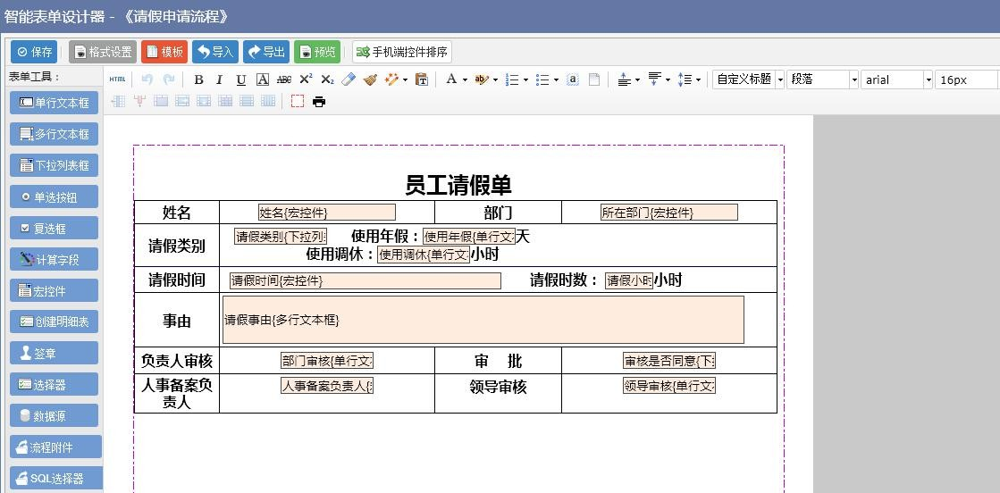 智能表单设计器 - 《请假申请流程》
保存 格式设置 模板 导入 导出 预览 手机端控件排序
表单工具：
HTML B I U A ABC X² X₂ A ab a 自定义标题 段落 arial 16px
单行文本框
多行文本框
下拉列表框
单选按钮
复选框
计算字段
宏控件
创建明细表
签章
选择器
数据源
流程附件
SQL选择器
员工请假单
姓名 姓名{宏控件} 部门 所在部门{宏控件}
请假类别 请假类别{下拉列 使用年假：使用年假{单行文 天
使用调休：使用调休{单行文 小时
请假时间 请假时间{宏控件} 请假时数：请假小时 小时
事由 请假事由{多行文本框}
负责人审核 部门审核{单行文 审 批 审核是否同意{下
人事备案负责人 人事备案负责人{ 领导审核 领导审核{单行文